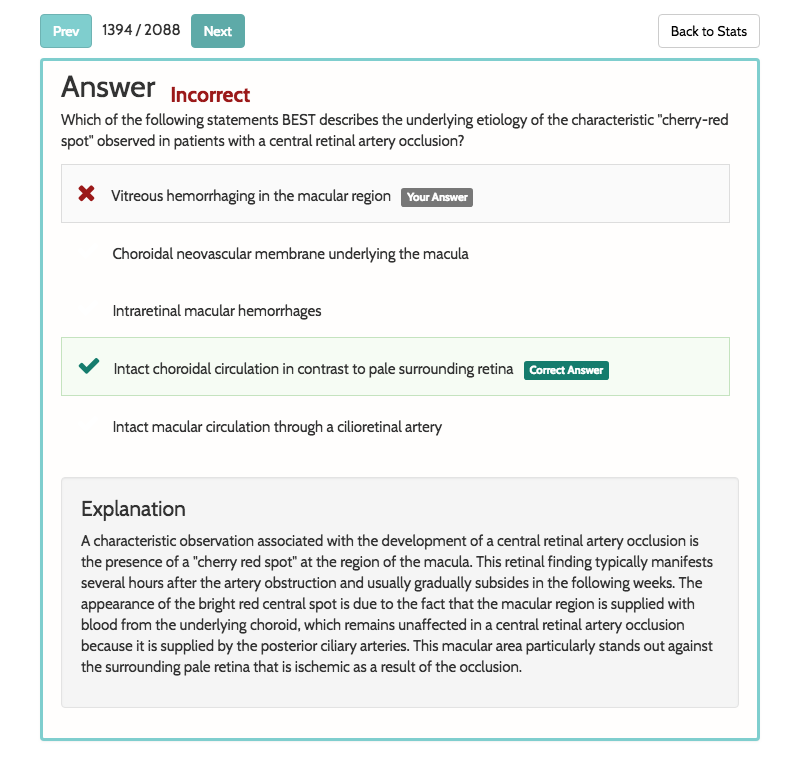 Prev 1394 / 2088 Next Back to Stats
Answer Incorrect
Which of the following statements BEST describes the underlying etiology of the characteristic "cherry-red
spot" observed in patients with a central retinal artery occlusion?
Vitreous hemorrhaging in the macular region Your Answer
Choroidal neovascular membrane underlying the macula
Intraretinal macular hemorrhages
Intact choroidal circulation in contrast to pale surrounding retina Correct Answer
Intact macular circulation through a cilioretinal artery
Explanation
A characteristic observation associated with the development of a central retinal artery occlusion is
the presence of a "cherry red spot" at the region of the macula. This retinal finding typically manifests
several hours after the artery obstruction and usually gradually subsides in the following weeks. The
appearance of the bright red central spot is due to the fact that the macular region is supplied with
blood from the underlying choroid, which remains unaffected in a central retinal artery occlusion
because it is supplied by the posterior ciliary arteries. This macular area particularly stands out against
the surrounding pale retina that is ischemic as a result of the occlusion.